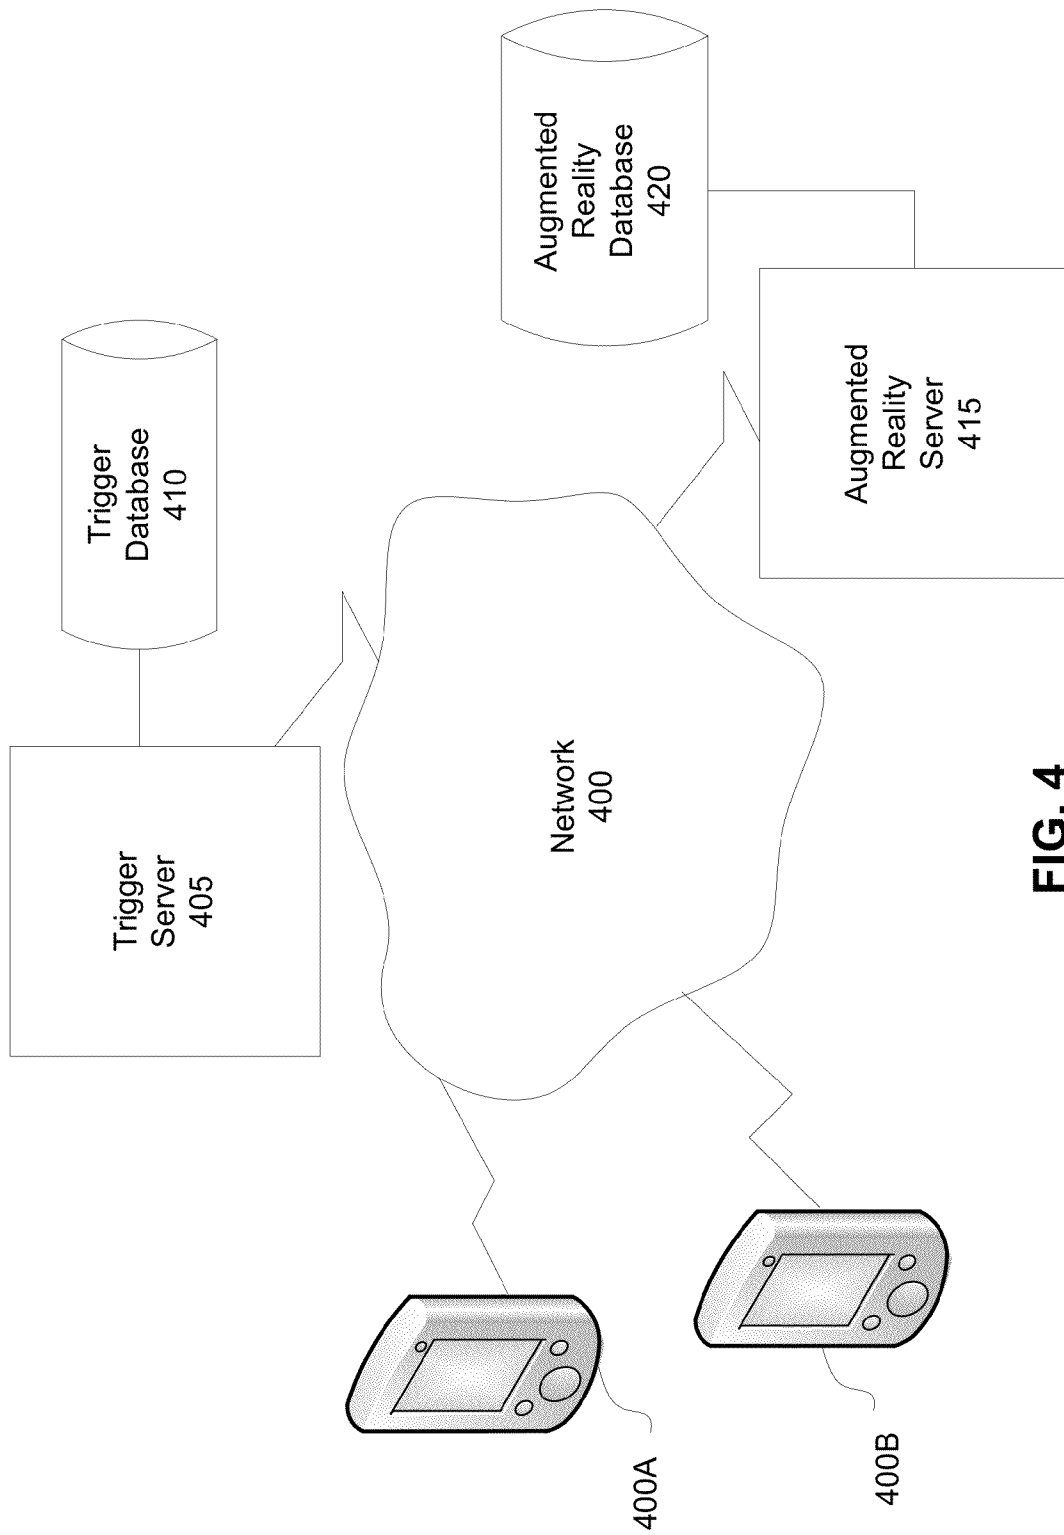 Trigger
Server
405
Trigger
Database
410
Network
400
Augmented
Reality
Database
420
Augmented
Reality
Server
415
400A
400B
FIG. 4